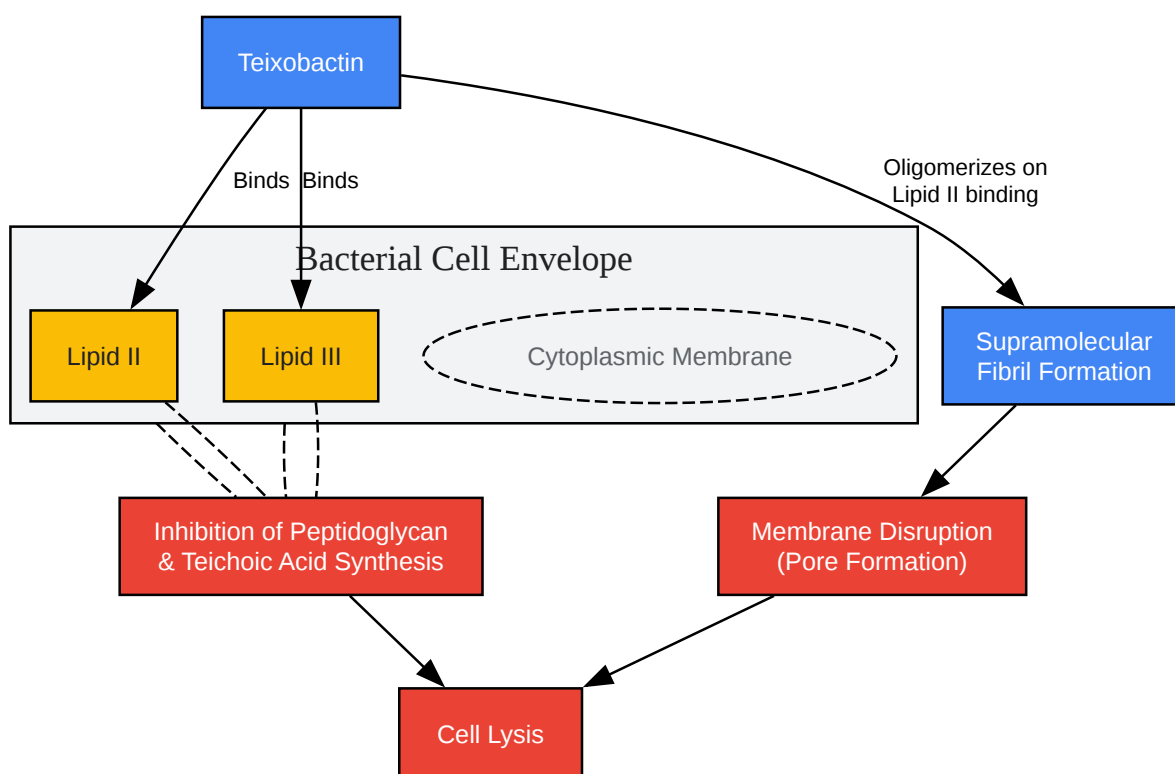 Teixobactin
Binds
Binds
Oligomerizes on
Lipid II binding
Bacterial Cell Envelope
Lipid II
Lipid III
Cytoplasmic Membrane
Supramolecular
Fibril Formation
Inhibition of Peptidoglycan
& Teichoic Acid Synthesis
Membrane Disruption
(Pore Formation)
Cell Lysis